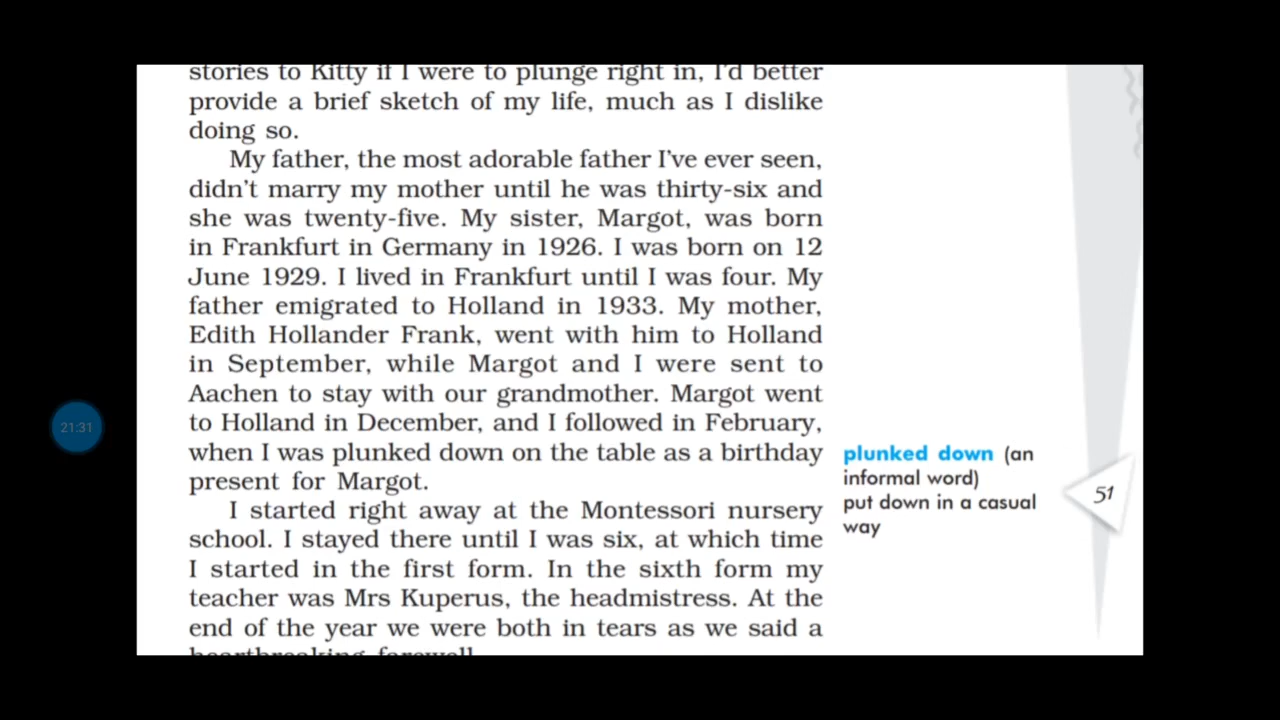 stories to Kitty if I were to plunge right in, I'd better
provide a brief sketch of my life, much as I dislike
doing so.
My father, the most adorable father I've ever seen,
didn't marry my mother until he was thirty-six and
she was twenty-five. My sister, Margot, was born
in Frankfurt in Germany in 1926. I was born on 12
June 1929. I lived in Frankfurt until I was four. My
father emigrated to Holland in 1933. My mother,
Edith Hollander Frank, went with him to Holland
in September, while Margot and I were sent to
Aachen to stay with our grandmother. Margot went
to Holland in December, and I followed in February,
when I was plunked down on the table as a birthday
present for Margot.
I started right away at the Montessori nursery
school. I stayed there until I was six, at which time
I started in the first form. In the sixth form my
teacher was Mrs Kuperus, the headmistress. At the
end of the year we were both in tears as we said a
heartbreaking farewell
plunked down (an
informal word)
put down in a casual
way
51
21:31